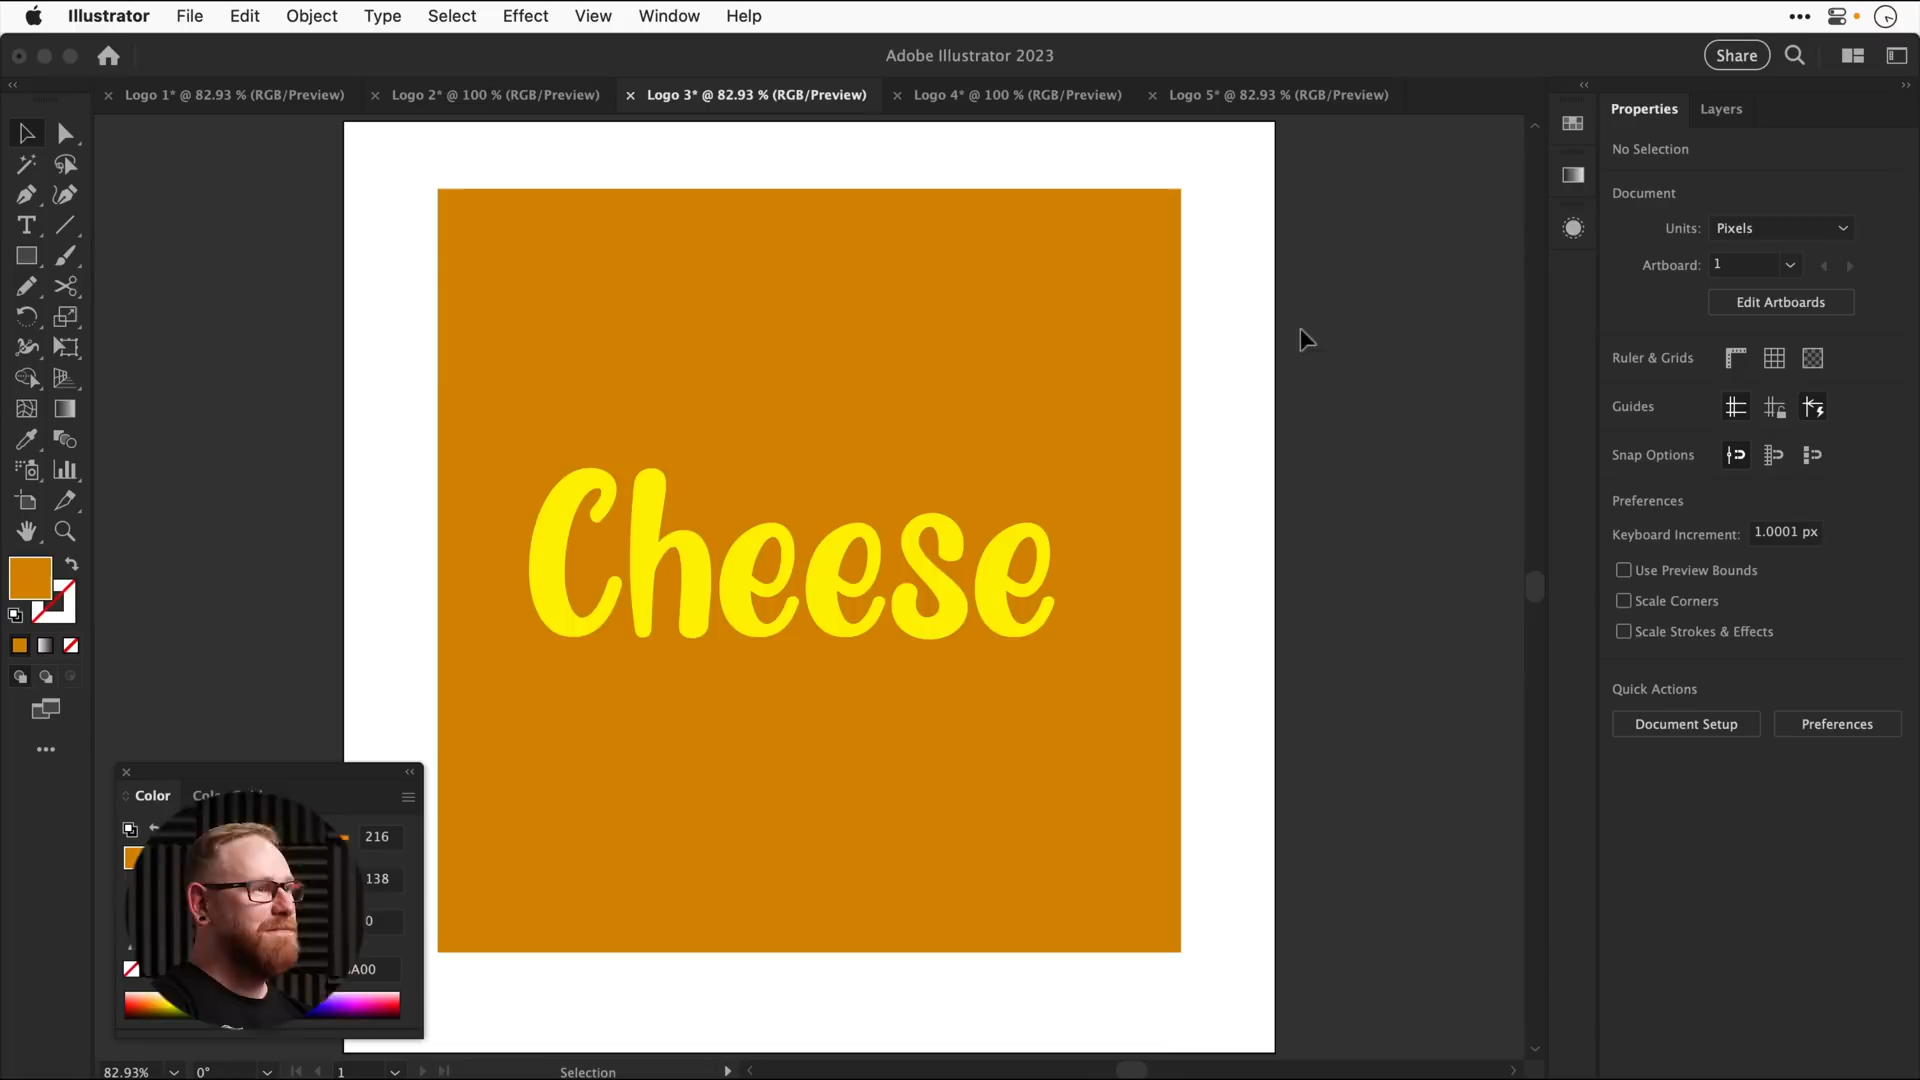 Illustrator File Edit Object Type Select Effect View Window Help
Adobe Illustrator 2023
Share
Logo 1* @ 82.93 % (RGB/Preview)
Logo 2* @ 100 % (RGB/Preview)
Logo 3* @ 82.93 % (RGB/Preview)
Logo 4* @ 100 % (RGB/Preview)
Logo 5* @ 82.93 % (RGB/Preview)
Properties Layers
No Selection
Document
Units: Pixels
Artboard: 1
Edit Artboards
Ruler & Grids
Guides
Snap Options
Preferences
Keyboard Increment: 1.0001 px
Use Preview Bounds
Scale Corners
Scale Strokes & Effects
Quick Actions
Document Setup Preferences
Cheese
Color
216
138
0
A00
82.93% 0° 1 Selection